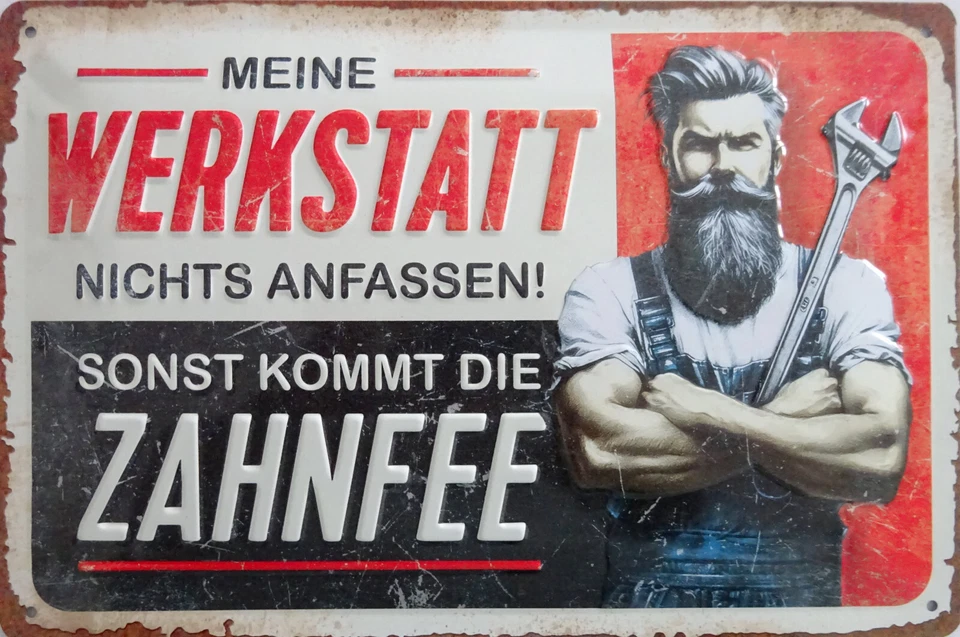 MEINE
WERKSTATT
NICHTS ANFASSEN!
SONST KOMMT DIE
ZAHNFEE